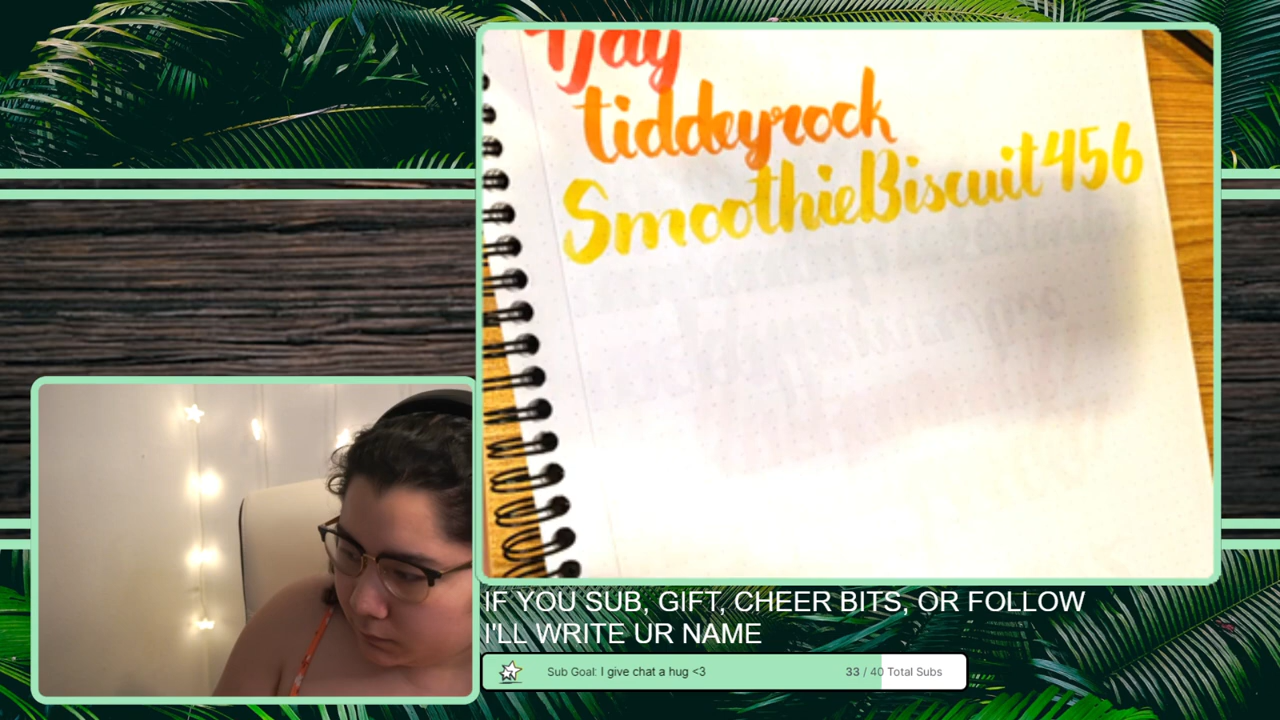 tiddeyrock
SmoothieBiscuit456
IF YOU SUB, GIFT, CHEER BITS, OR FOLLOW
I'LL WRITE UR NAME
Sub Goal: I give chat a hug <3 33 / 40 Total Subs